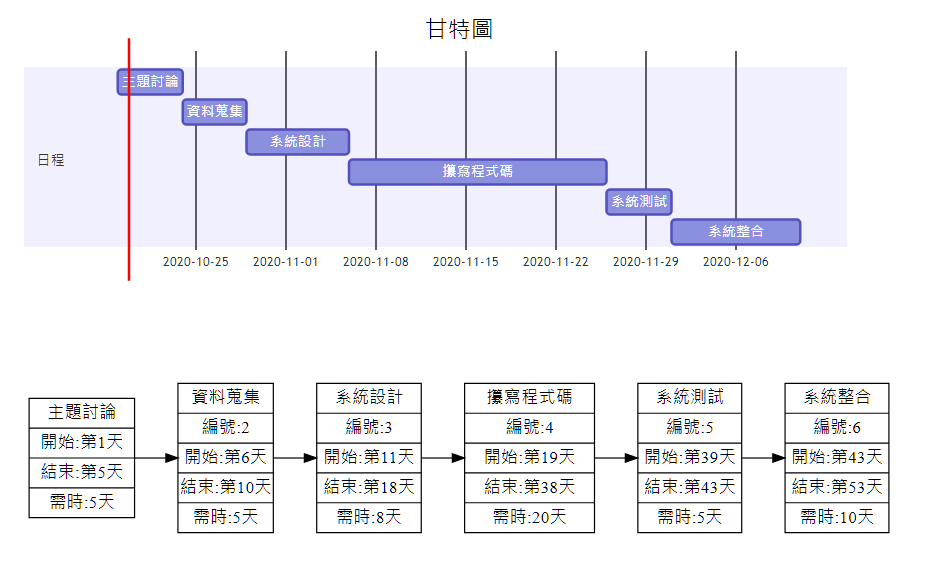 甘特圖
主題討論
資料蒐集
系統設計
攥寫程式碼
系統測試
系統整合
日程
2020-10-25
2020-11-01
2020-11-08
2020-11-15
2020-11-22
2020-11-29
2020-12-06
主題討論
開始:第1天
結束:第5天
需時:5天
資料蒐集
編號:2
開始:第6天
結束:第10天
需時:5天
系統設計
編號:3
開始:第11天
結束:第18天
需時:8天
攥寫程式碼
編號:4
開始:第19天
結束:第38天
需時:20天
系統測試
編號:5
開始:第39天
結束:第43天
需時:5天
系統整合
編號:6
開始:第43天
結束:第53天
需時:10天